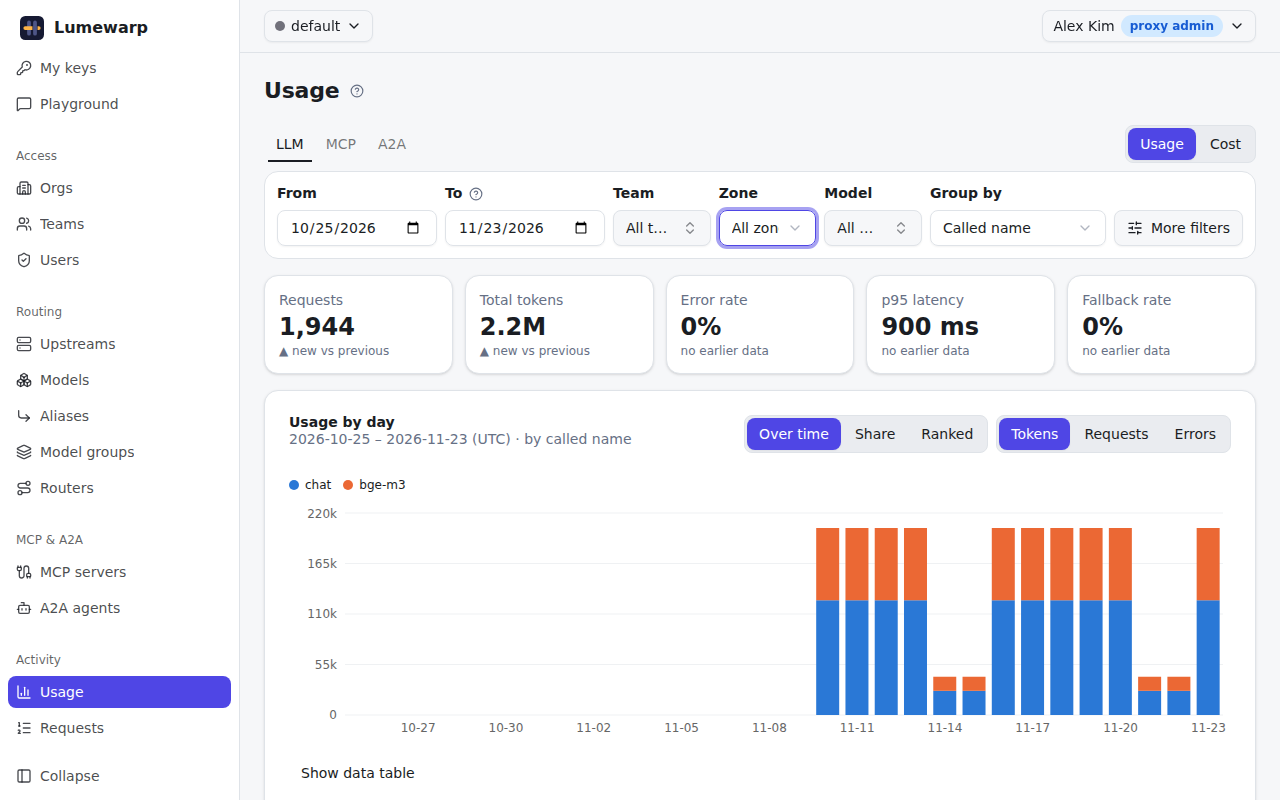 Lumewarp
default
Alex Kim proxy admin
My keys
Playground
Access
Orgs
Teams
Users
Routing
Upstreams
Models
Aliases
Model groups
Routers
MCP & A2A
MCP servers
A2A agents
Activity
Usage
Requests
Collapse
Usage
LLM MCP A2A
Usage Cost
From To Team Zone Model Group by
10/25/2026 11/23/2026 All t... All zon All ... Called name More filters
Requests
1,944
▲ new vs previous
Total tokens
2.2M
▲ new vs previous
Error rate
0%
no earlier data
p95 latency
900 ms
no earlier data
Fallback rate
0%
no earlier data
Usage by day
2026-10-25 – 2026-11-23 (UTC) · by called name
Over time Share Ranked
Tokens Requests Errors
chat bge-m3
220k
165k
110k
55k
0
10-27 10-30 11-02 11-05 11-08 11-11 11-14 11-17 11-20 11-23
Show data table